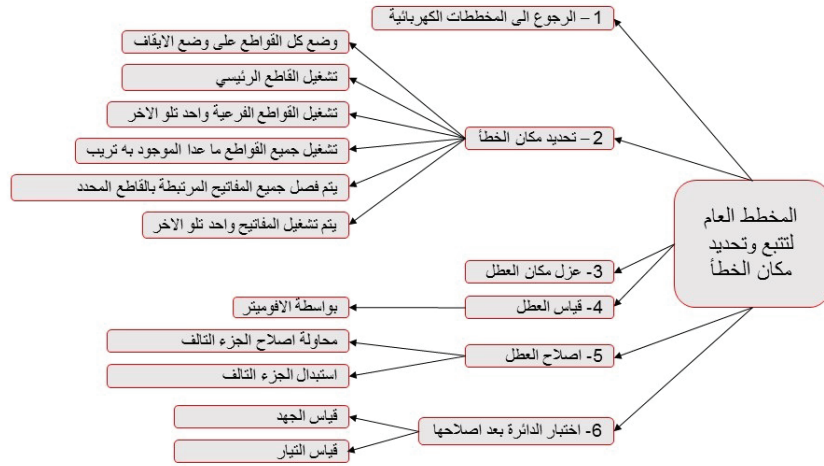 المخطط العام
لتتبع وتحديد
مكان الخطأ
1 – الرجوع الى المخططات الكهربائية
2 – تحديد مكان الخطأ
وضع كل القواطع على وضع الايقاف
تشغيل القاطع الرئيسي
تشغيل القواطع الفرعية واحد تلو الاخر
تشغيل جميع القواطع ما عدا الموجود به تريب
يتم فصل جميع المفاتيح المرتبطة بالقاطع المحدد
يتم تشغيل المفاتيح واحد تلو الاخر
3- عزل مكان العطل
4- قياس العطل
بواسطة الافوميتر
5- اصلاح العطل
محاولة اصلاح الجزء التالف
استبدال الجزء التالف
6- اختبار الدائرة بعد اصلاحها
قياس الجهد
قياس التيار